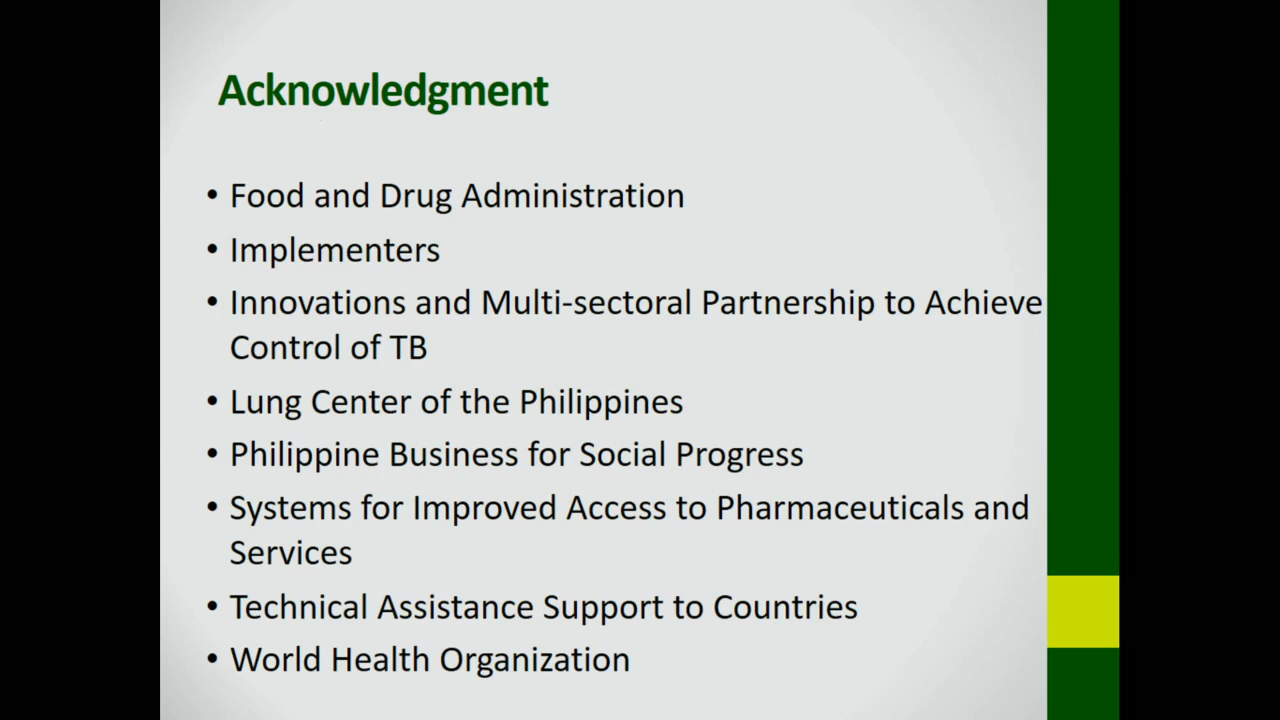 Acknowledgment
• Food and Drug Administration
• Implementers
• Innovations and Multi-sectoral Partnership to Achieve
Control of TB
• Lung Center of the Philippines
• Philippine Business for Social Progress
• Systems for Improved Access to Pharmaceuticals and
Services
• Technical Assistance Support to Countries
• World Health Organization